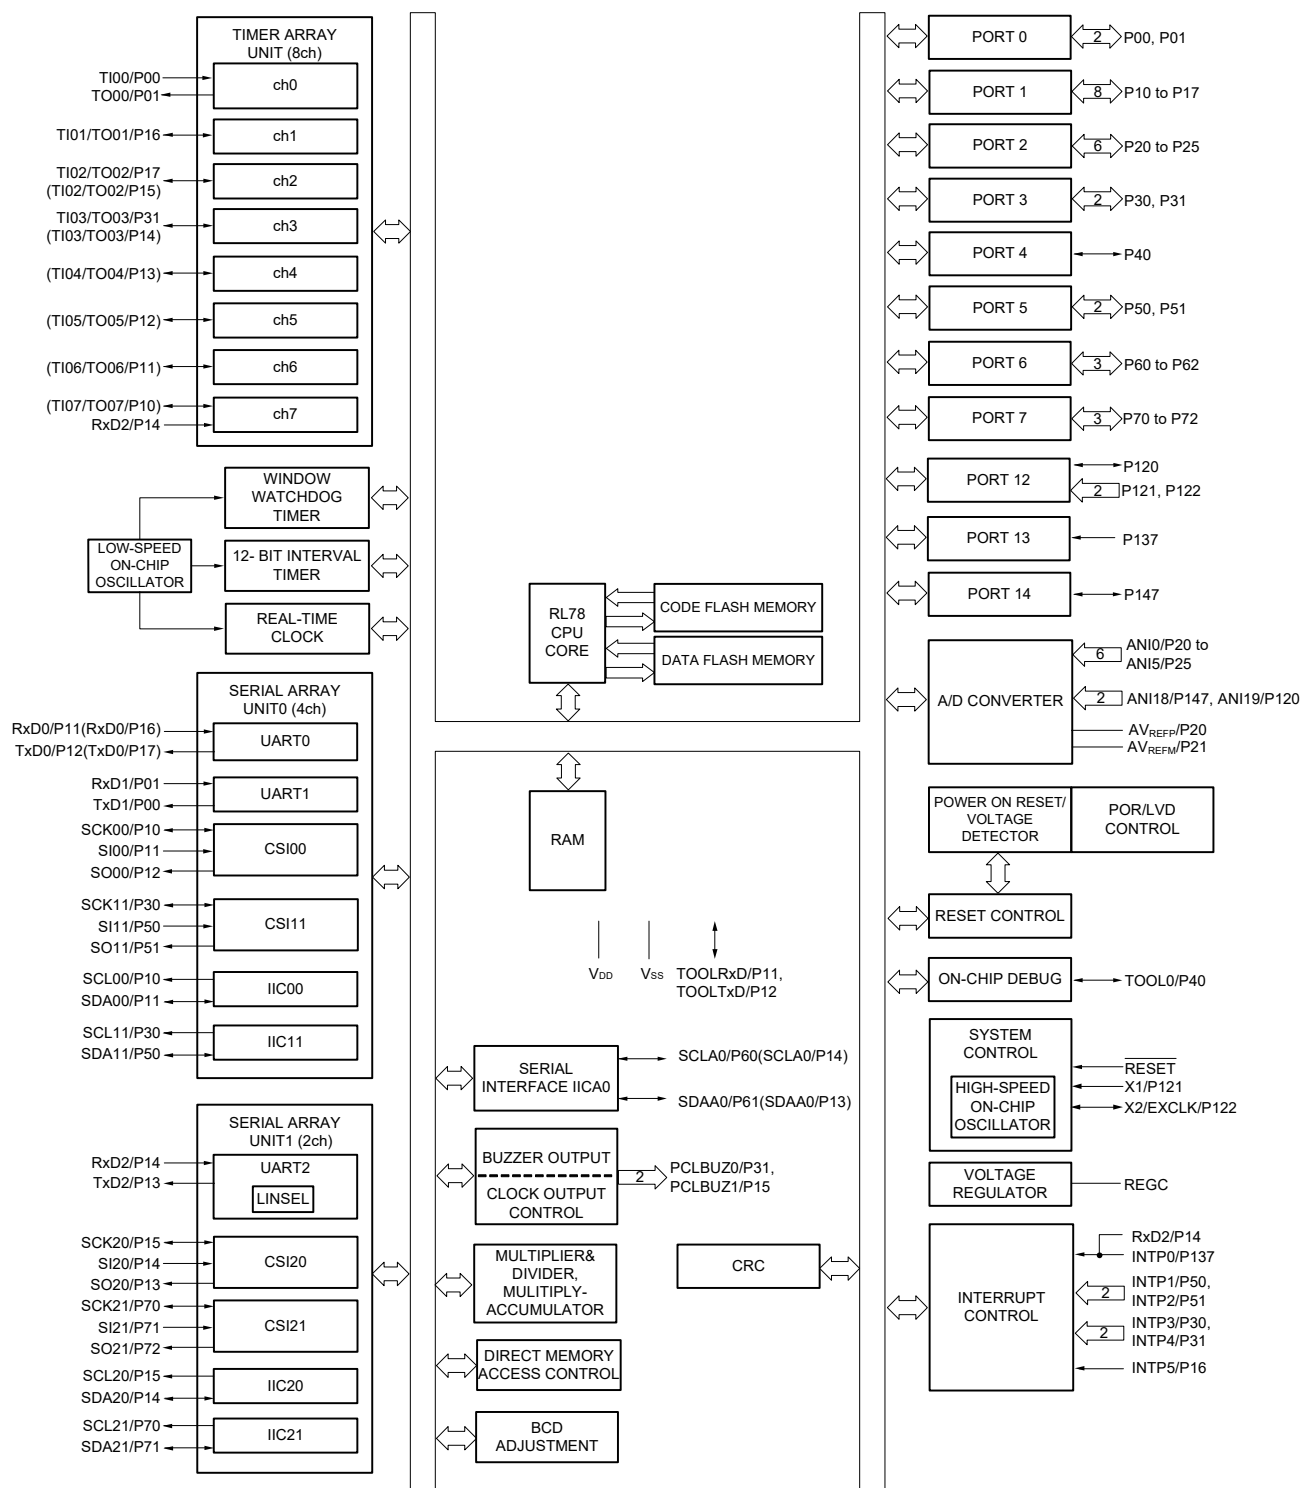 TIMER ARRAY
UNIT (8ch)
TI00/P00
TO00/P01
ch0
TI01/TO01/P16
ch1
TI02/TO02/P17
(TI02/TO02/P15)
ch2
TI03/TO03/P31
(TI03/TO03/P14)
ch3
(TI04/TO04/P13)
ch4
(TI05/TO05/P12)
ch5
(TI06/TO06/P11)
ch6
(TI07/TO07/P10)
RxD2/P14
ch7
WINDOW
WATCHDOG
TIMER
LOW-SPEED
ON-CHIP
OSCILLATOR
12- BIT INTERVAL
TIMER
REAL-TIME
CLOCK
SERIAL ARRAY
UNIT0 (4ch)
RxD0/P11(RxD0/P16)
TxD0/P12(TxD0/P17)
UART0
RxD1/P01
TxD1/P00
UART1
SCK00/P10
SI00/P11
SO00/P12
CSI00
SCK11/P30
SI11/P50
SO11/P51
CSI11
SCL00/P10
SDA00/P11
IIC00
SCL11/P30
SDA11/P50
IIC11
SERIAL ARRAY
UNIT1 (2ch)
RxD2/P14
TxD2/P13
UART2
LINSEL
SCK20/P15
SI20/P14
SO20/P13
CSI20
SCK21/P70
SI21/P71
SO21/P72
CSI21
SCL20/P15
SDA20/P14
IIC20
SCL21/P70
SDA21/P71
IIC21
RL78
CPU
CORE
CODE FLASH MEMORY
DATA FLASH MEMORY
RAM
VDD
VSS
TOOLRxD/P11,
TOOLTxD/P12
SERIAL
INTERFACE IICA0
SCLA0/P60(SCLA0/P14)
SDAA0/P61(SDAA0/P13)
BUZZER OUTPUT
CLOCK OUTPUT
CONTROL
2
PCLBUZ0/P31,
PCLBUZ1/P15
MULTIPLIER&
DIVIDER,
MULITIPLY-
ACCUMULATOR
CRC
DIRECT MEMORY
ACCESS CONTROL
BCD
ADJUSTMENT
PORT 0
2
P00, P01
PORT 1
8
P10 to P17
PORT 2
6
P20 to P25
PORT 3
2
P30, P31
PORT 4
P40
PORT 5
2
P50, P51
PORT 6
3
P60 to P62
PORT 7
3
P70 to P72
PORT 12
P120
2
P121, P122
PORT 13
P137
PORT 14
P147
A/D CONVERTER
6
ANI0/P20 to
ANI5/P25
2
ANI18/P147, ANI19/P120
AVREFP/P20
AVREFM/P21
POWER ON RESET/
VOLTAGE
DETECTOR
POR/LVD
CONTROL
RESET CONTROL
ON-CHIP DEBUG
TOOL0/P40
SYSTEM
CONTROL
HIGH-SPEED
ON-CHIP
OSCILLATOR
RESET
X1/P121
X2/EXCLK/P122
VOLTAGE
REGULATOR
REGC
INTERRUPT
CONTROL
RxD2/P14
INTP0/P137
2
INTP1/P50,
INTP2/P51
2
INTP3/P30,
INTP4/P31
INTP5/P16